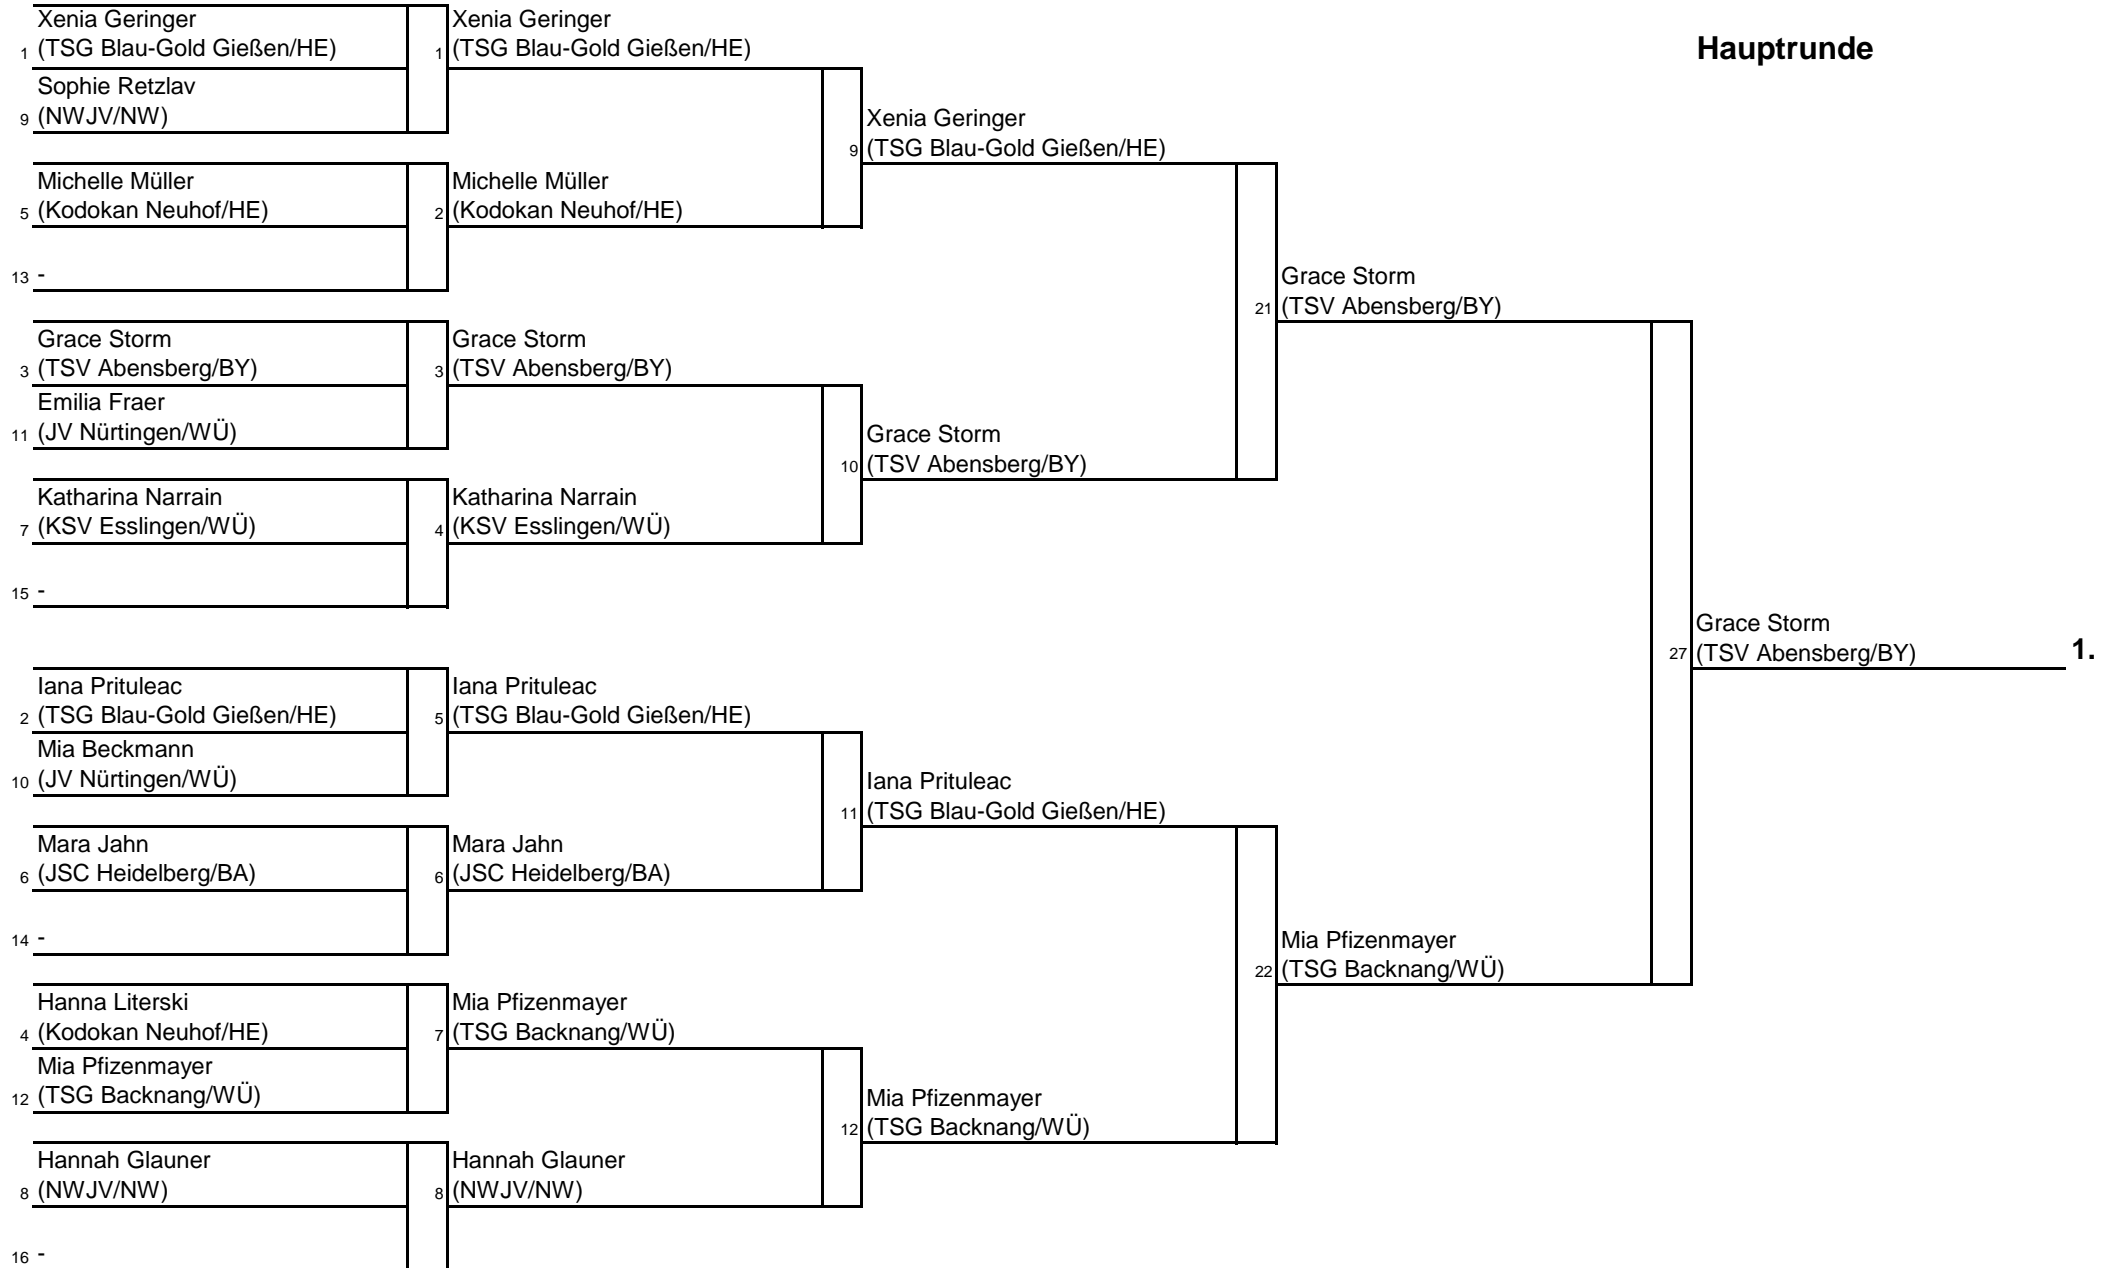 Hauptrunde
Xenia Geringer
1 (TSG Blau-Gold Gießen/HE)
Sophie Retzlav
9 (NWJV/NW)
Michelle Müller
5 (Kodokan Neuhof/HE)
13 -
Grace Storm
3 (TSV Abensberg/BY)
Emilia Fraer
11 (JV Nürtingen/WÜ)
Katharina Narrain
7 (KSV Esslingen/WÜ)
15 -
Iana Prituleac
2 (TSG Blau-Gold Gießen/HE)
Mia Beckmann
10 (JV Nürtingen/WÜ)
Mara Jahn
6 (JSC Heidelberg/BA)
14 -
Hanna Literski
4 (Kodokan Neuhof/HE)
Mia Pfizenmayer
12 (TSG Backnang/WÜ)
Hannah Glauner
8 (NWJV/NW)
16 -
Xenia Geringer
1 (TSG Blau-Gold Gießen/HE)
Michelle Müller
2 (Kodokan Neuhof/HE)
Grace Storm
3 (TSV Abensberg/BY)
Katharina Narrain
4 (KSV Esslingen/WÜ)
Iana Prituleac
5 (TSG Blau-Gold Gießen/HE)
Mara Jahn
6 (JSC Heidelberg/BA)
Mia Pfizenmayer
7 (TSG Backnang/WÜ)
Hannah Glauner
8 (NWJV/NW)
Xenia Geringer
9 (TSG Blau-Gold Gießen/HE)
Grace Storm
10 (TSV Abensberg/BY)
Iana Prituleac
11 (TSG Blau-Gold Gießen/HE)
Mia Pfizenmayer
12 (TSG Backnang/WÜ)
Grace Storm
21 (TSV Abensberg/BY)
Mia Pfizenmayer
22 (TSG Backnang/WÜ)
Grace Storm
27 (TSV Abensberg/BY) 1.